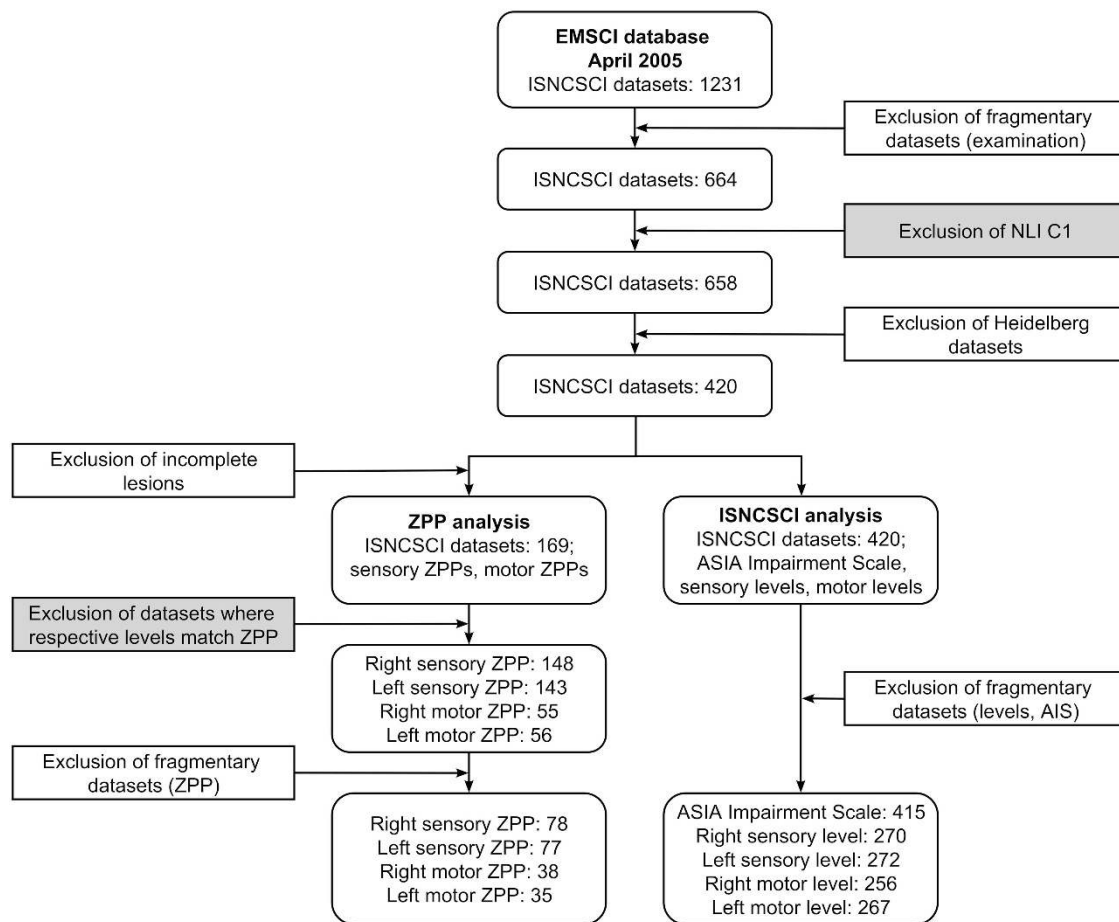 EMSCI database
April 2005
ISNCSCI datasets: 1231
Exclusion of fragmentary
datasets (examination)
ISNCSCI datasets: 664
Exclusion of NLI C1
ISNCSCI datasets: 658
Exclusion of Heidelberg
datasets
ISNCSCI datasets: 420
Exclusion of incomplete
lesions
ZPP analysis
ISNCSCI datasets: 169;
sensory ZPPs, motor ZPPs
ISNCSCI analysis
ISNCSCI datasets: 420;
ASIA Impairment Scale,
sensory levels, motor levels
Exclusion of datasets where
respective levels match ZPP
Right sensory ZPP: 148
Left sensory ZPP: 143
Right motor ZPP: 55
Left motor ZPP: 56
Exclusion of fragmentary
datasets (levels, AIS)
Exclusion of fragmentary
datasets (ZPP)
Right sensory ZPP: 78
Left sensory ZPP: 77
Right motor ZPP: 38
Left motor ZPP: 35
ASIA Impairment Scale: 415
Right sensory level: 270
Left sensory level: 272
Right motor level: 256
Left motor level: 267